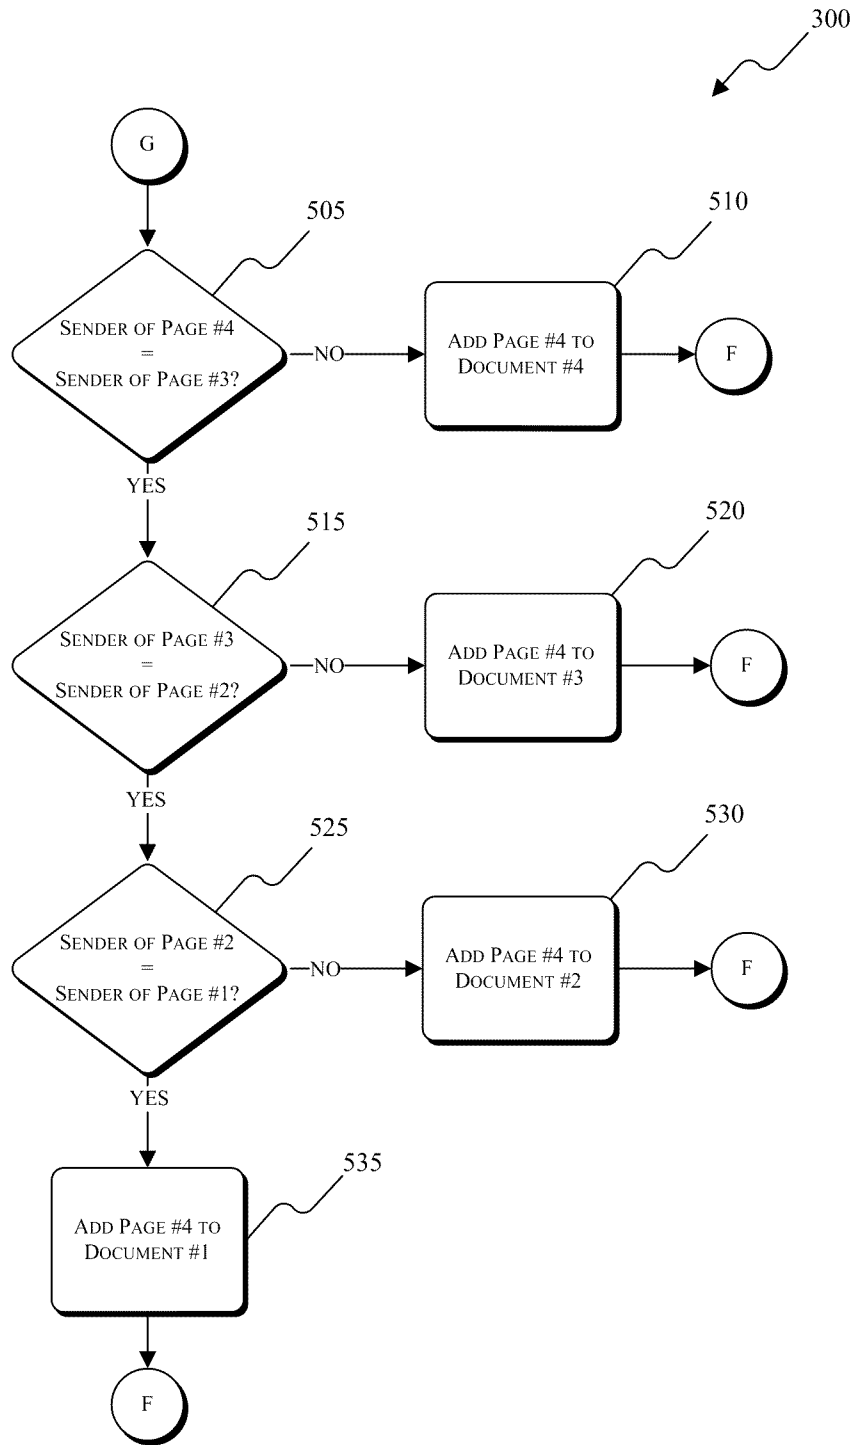 300
G
505
510
SENDER OF PAGE #4
=
SENDER OF PAGE #3?
NO
ADD PAGE #4 TO
DOCUMENT #4
F
YES
515
520
SENDER OF PAGE #3
=
SENDER OF PAGE #2?
NO
ADD PAGE #4 TO
DOCUMENT #3
F
YES
525
530
SENDER OF PAGE #2
=
SENDER OF PAGE #1?
NO
ADD PAGE #4 TO
DOCUMENT #2
F
YES
535
ADD PAGE #4 TO
DOCUMENT #1
F